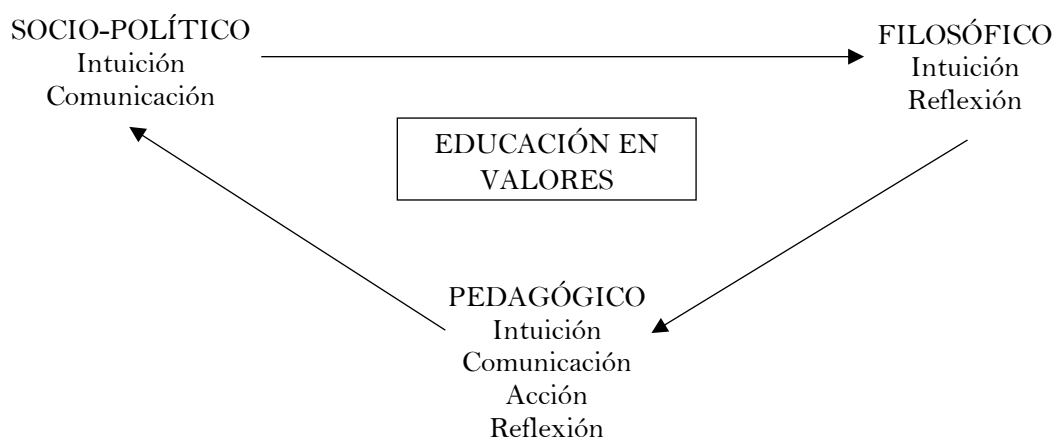 SOCIO-POLÍTICO
Intuición
Comunicación
FILOSÓFICO
Intuición
Reflexión
EDUCACIÓN EN
VALORES
PEDAGÓGICO
Intuición
Comunicación
Acción
Reflexión